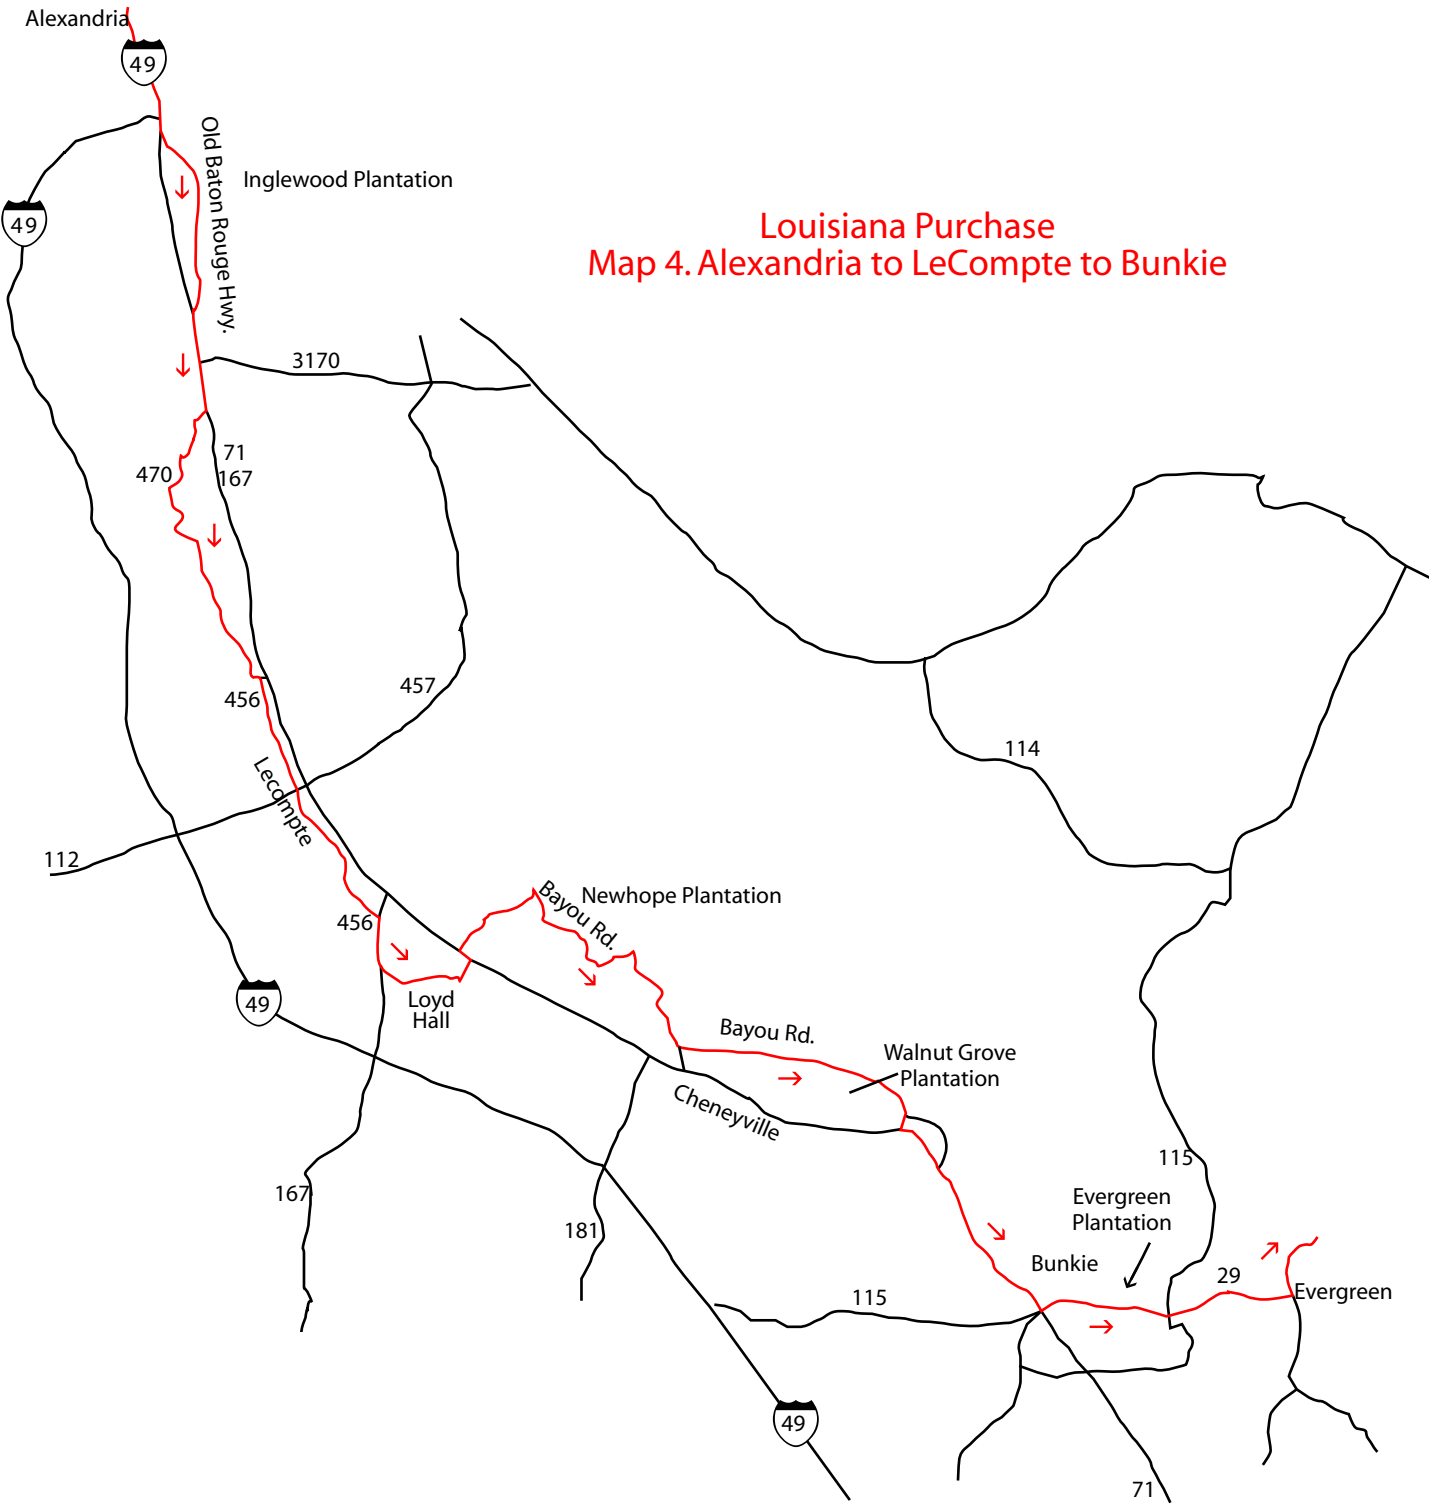 Alexandria
49
Old Baton Rouge Hwy.
Inglewood Plantation
49
Louisiana Purchase
Map 4. Alexandria to LeCompte to Bunkie
3170
71
167
470
456
457
114
Lecompte
112
Bayou Rd.
Newhope Plantation
456
49
Loyd
Hall
Bayou Rd.
Walnut Grove
Plantation
Cheneyville
115
167
181
Evergreen
Plantation
Bunkie
29
Evergreen
115
49
71